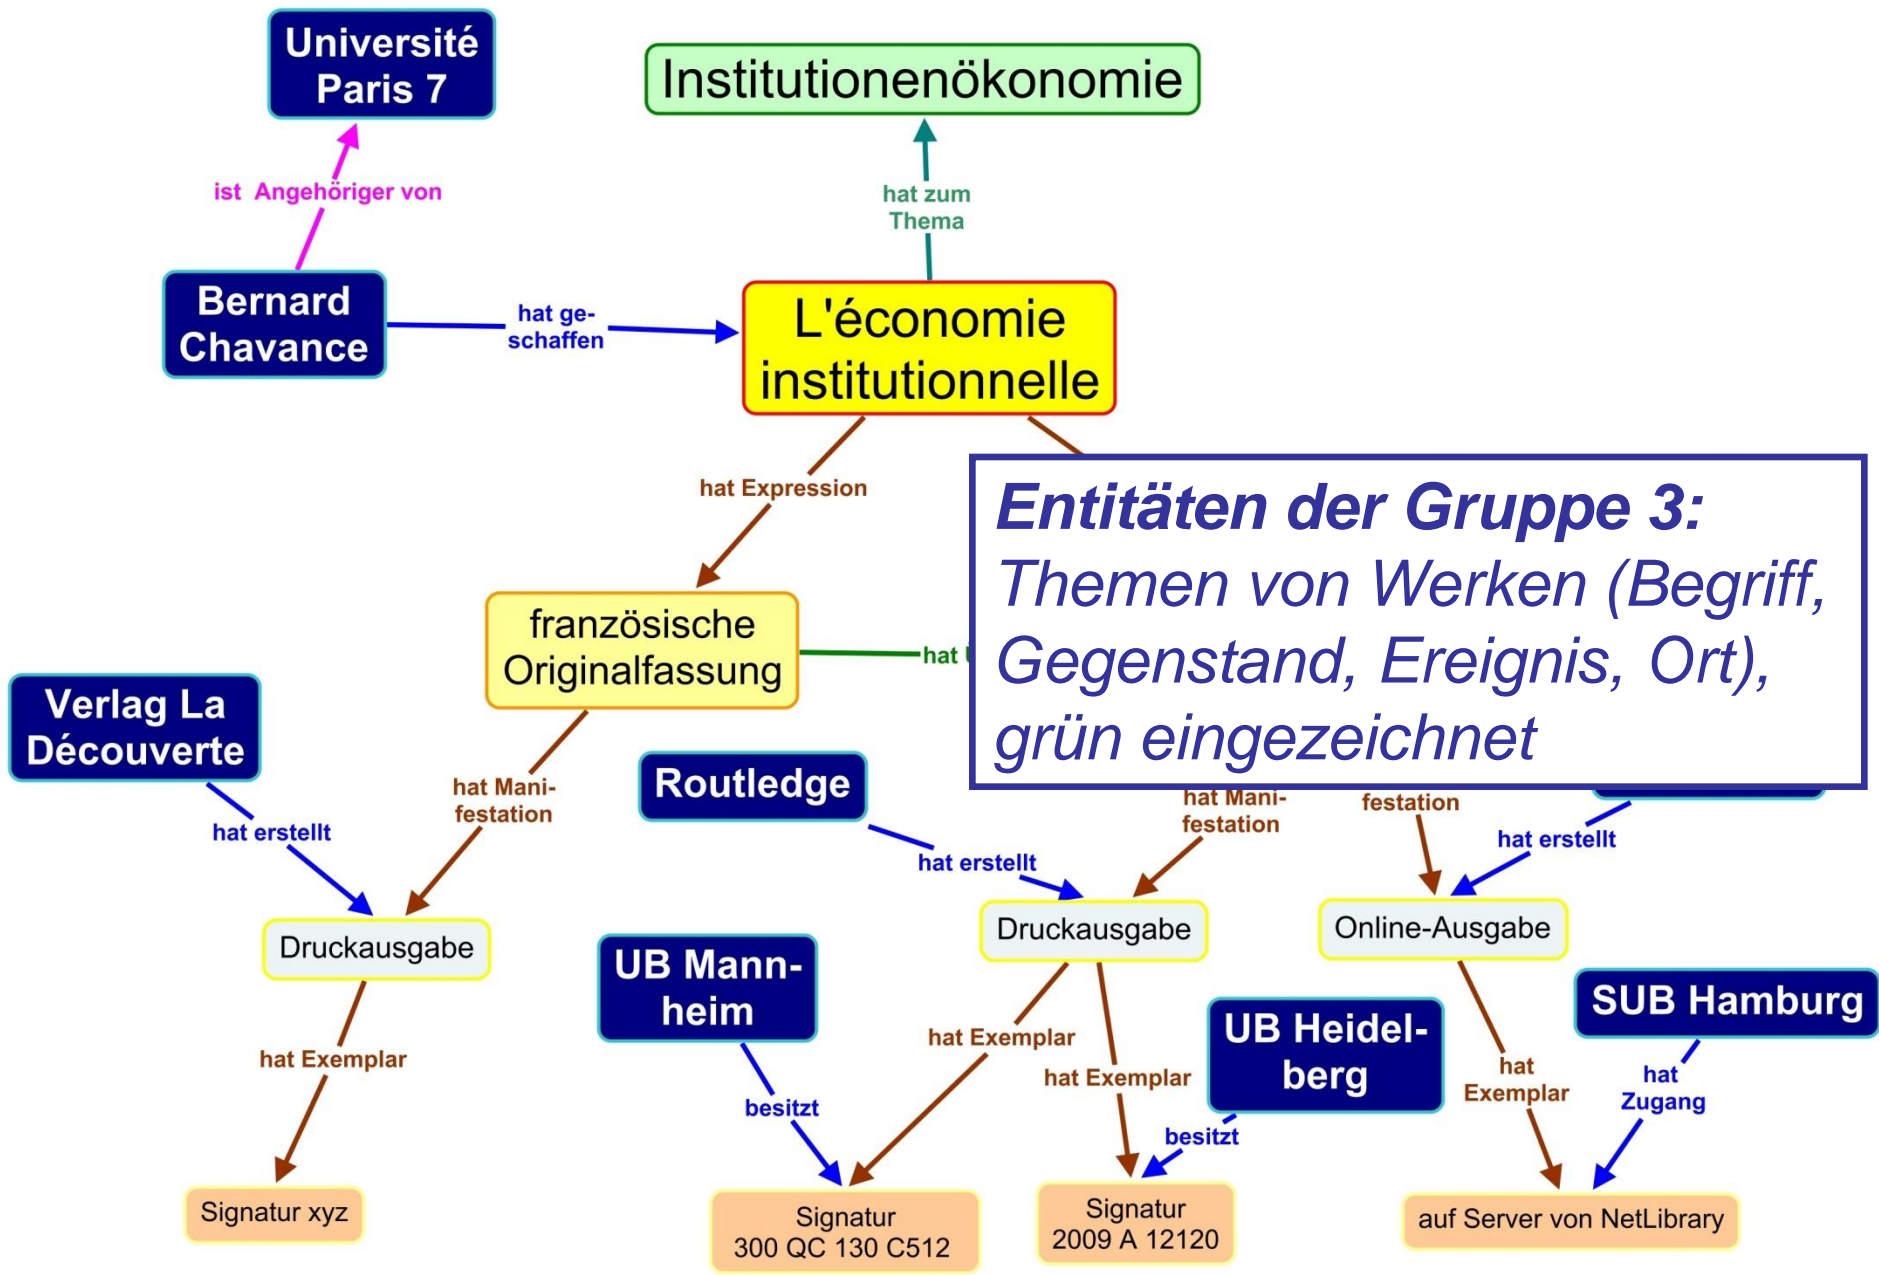 Université
Paris 7
Institutionenökonomie
ist  Angehöriger von
hat zum
Thema
Bernard
Chavance
hat ge-
schaffen
L'économie
institutionnelle
hat Expression
Entitäten der Gruppe 3:
Themen von Werken (Begriff,
Gegenstand, Ereignis, Ort),
grün eingezeichnet
französische
Originalfassung
hat
Verlag La
Découverte
hat Mani-
festation
Routledge
hat Mani-
festation
festation
hat erstellt
hat erstellt
hat erstellt
Druckausgabe
Druckausgabe
Online-Ausgabe
UB Mann-
heim
UB Heidel-
berg
SUB Hamburg
hat Exemplar
hat Exemplar
hat Exemplar
hat
Exemplar
hat
Zugang
besitzt
besitzt
Signatur xyz
Signatur
300 QC 130 C512
Signatur
2009 A 12120
auf Server von NetLibrary